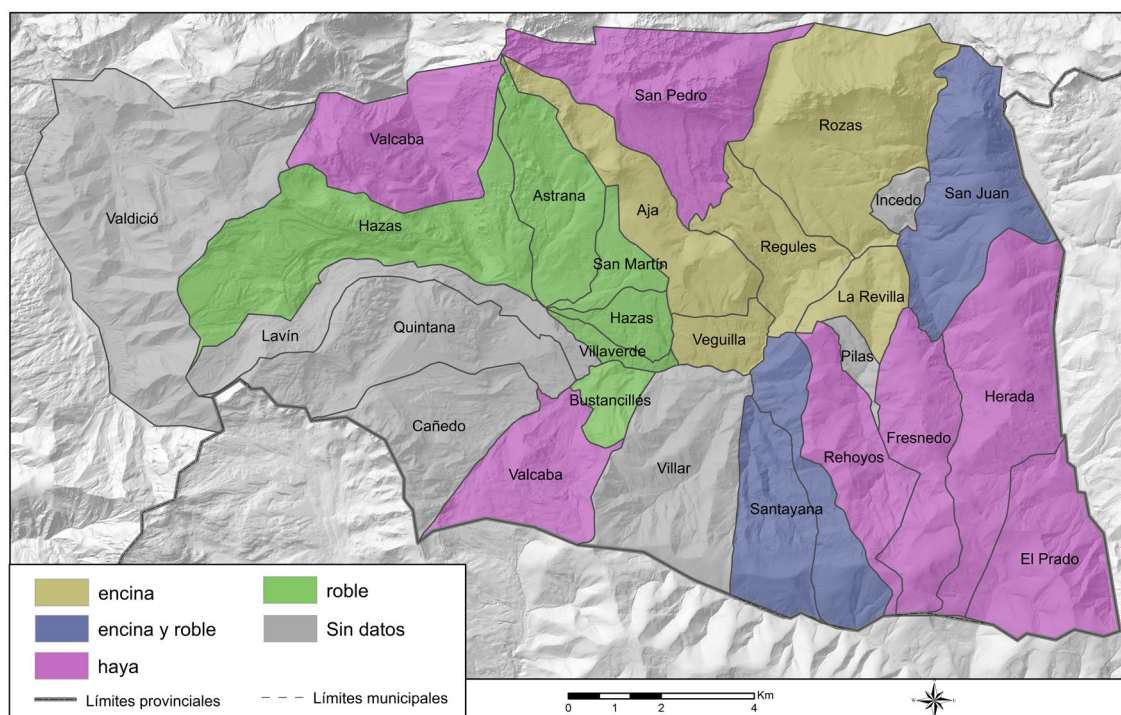 San Pedro
Rozas
Valcaba
Astrana
Incedo
San Juan
Valdició
Hazas
Aja
Regules
San Martín
La Revilla
Hazas
Quintana
Lavín
Veguilla
Villaverde
Pilas
Bustancilles
Herada
Cañedo
Fresnedo
Rehoyos
Valcaba
Villar
Santayana
El Prado
encina
roble
encina y roble
Sin datos
haya
Límites provinciales
Límites municipales
Km
0 1 2 4
N
W E
S